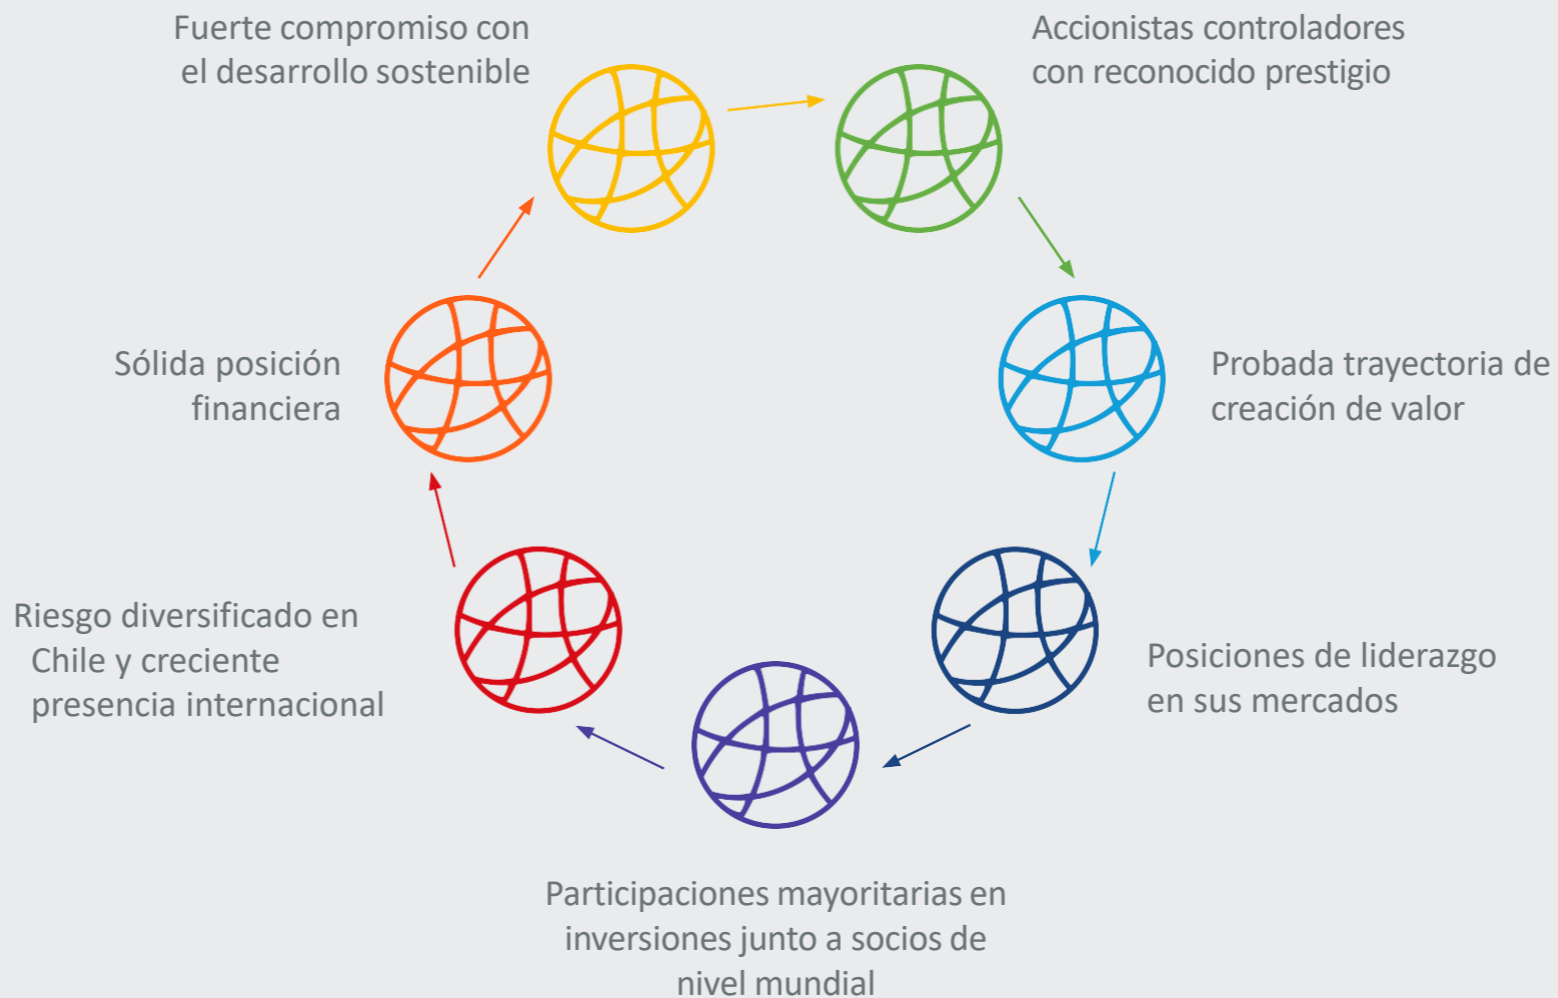 Fuerte compromiso con
el desarrollo sostenible
Accionistas controladores
con reconocido prestigio
Sólida posición
financiera
Probada trayectoria de
creación de valor
Riesgo diversificado en
Chile y creciente
presencia internacional
Posiciones de liderazgo
en sus mercados
Participaciones mayoritarias en
inversiones junto a socios de
nivel mundial